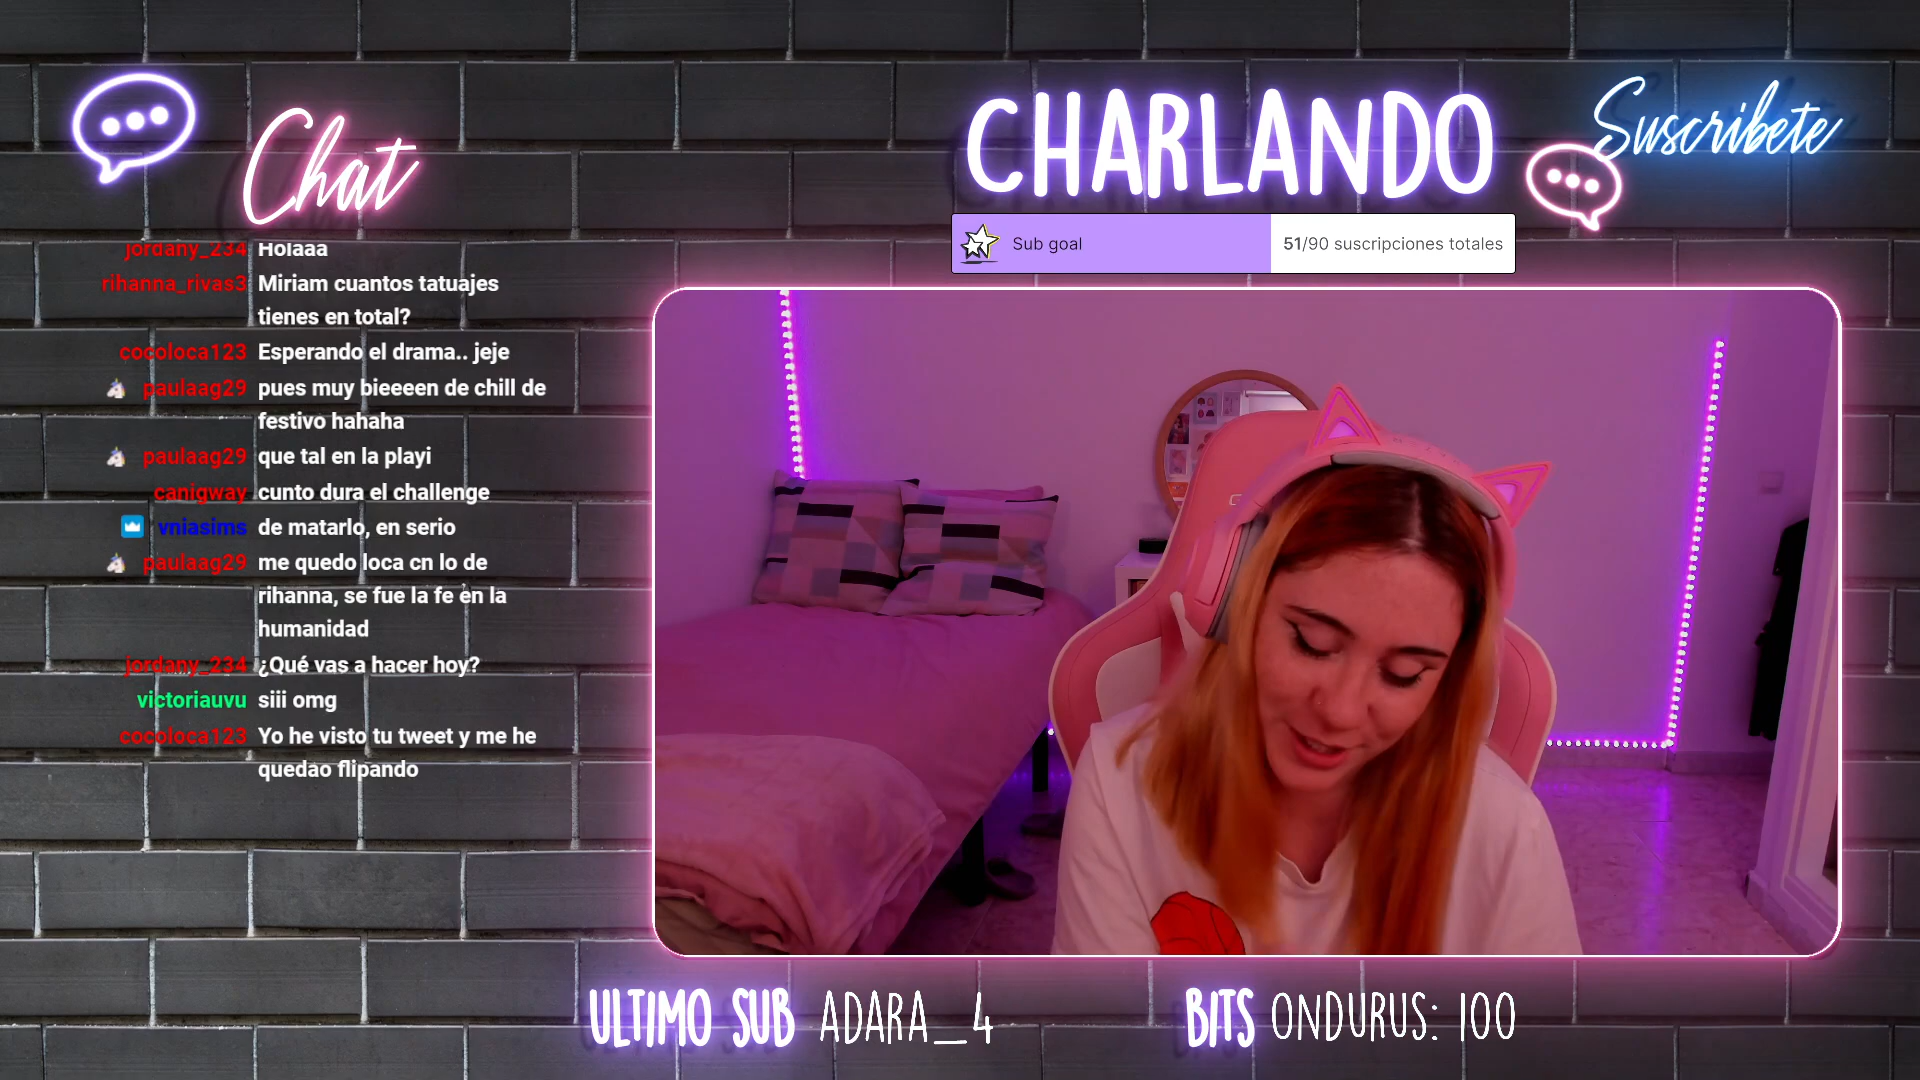 Chat
jordany_234 Holaaa
rihanna_rivas3 Miriam cuantos tatuajes
tienes en total?
cocoloca123 Esperando el drama.. jeje
paulaag29 pues muy bieeeen de chill de
festivo hahaha
paulaag29 que tal en la playi
canigway cunto dura el challenge
vniasims de matarlo, en serio
paulaag29 me quedo loca cn lo de
rihanna, se fue la fe en la
humanidad
jordany_234 ¿Qué vas a hacer hoy?
victoriauvu siii omg
cocoloca123 Yo he visto tu tweet y me he
quedao flipando
CHARLANDO
Suscribete
Sub goal 51/90 suscripciones totales
ULTIMO SUB ADARA_4
BITS ONDURUS: 100